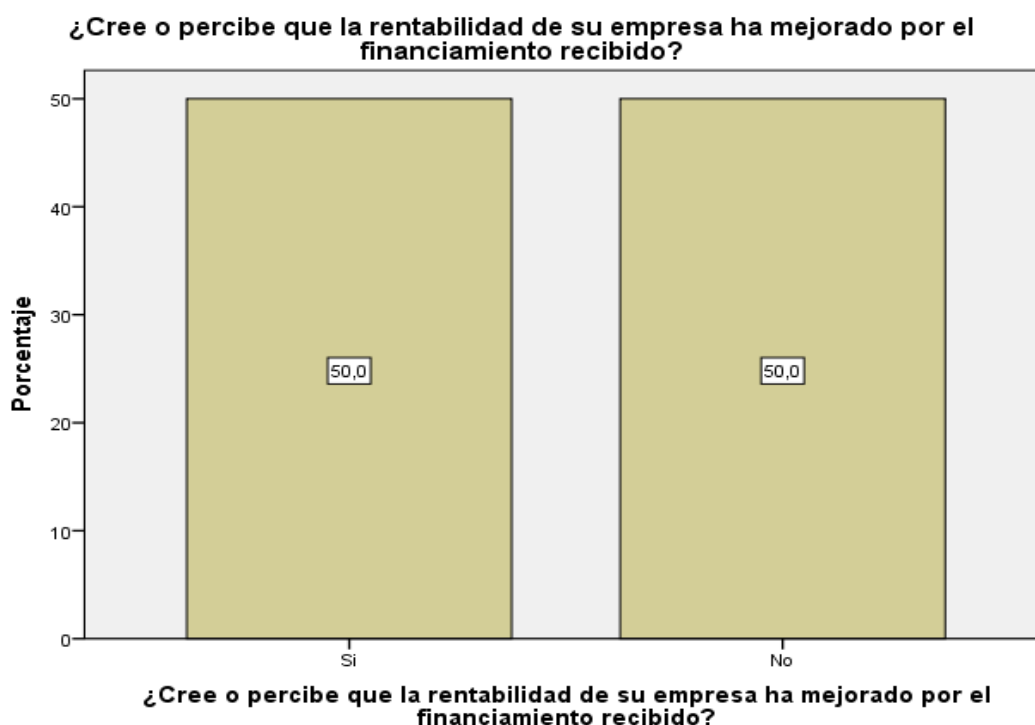 ¿Cree o percibe que la rentabilidad de su empresa ha mejorado por el
financiamiento recibido?
Porcentaje
50
40
30
20
10
0
50,0
50,0
Si
No
¿Cree o percibe que la rentabilidad de su empresa ha mejorado por el
financiamiento recibido?